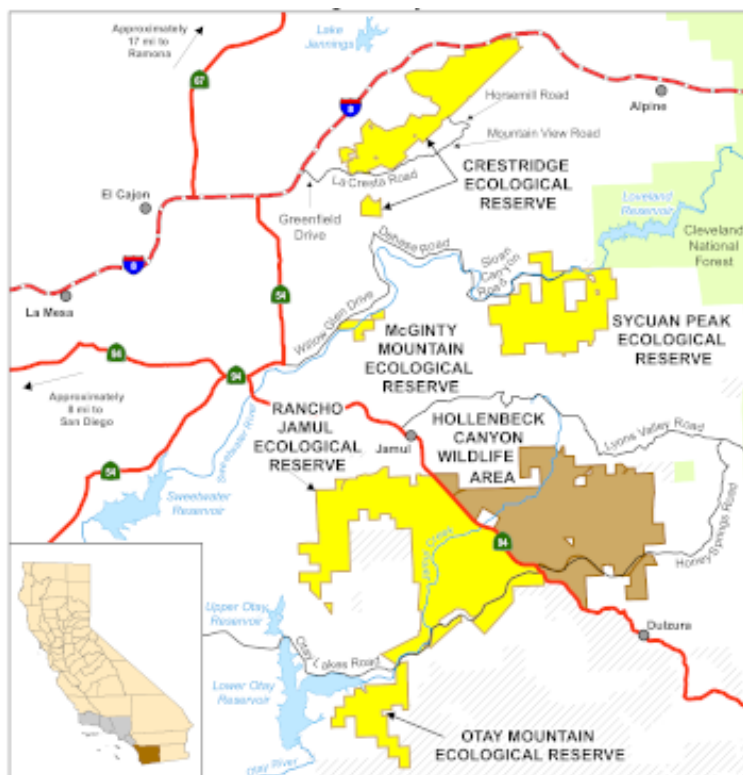 Approximately
17 mi to
Ramona
Lake
Jennings
67
8
Horsemill Road
Alpine
Mountain View Road
CRESTRIDGE
ECOLOGICAL
RESERVE
La Cresta Road
El Cajon
Greenfield
Drive
Loveland
Reservoir
Cleveland
National
Forest
Dehase Road
Sloan
Canyon
Road
8
La Mesa
54
Willow Glen Drive
McGINTY
MOUNTAIN
ECOLOGICAL
RESERVE
SYCUAN PEAK
ECOLOGICAL
RESERVE
94
94
Approximately
8 mi to
San Diego
RANCHO
JAMUL
ECOLOGICAL
RESERVE
Jamul
HOLLENBECK
CANYON
WILDLIFE
AREA
Lyons Valley Road
Sweetwater River
54
Sweetwater
Reservoir
94
Honey Springs Road
Upper Otay
Reservoir
Otay Lakes Road
Dulzura
Lower Otay
Reservoir
OTAY MOUNTAIN
ECOLOGICAL RESERVE
Otay River